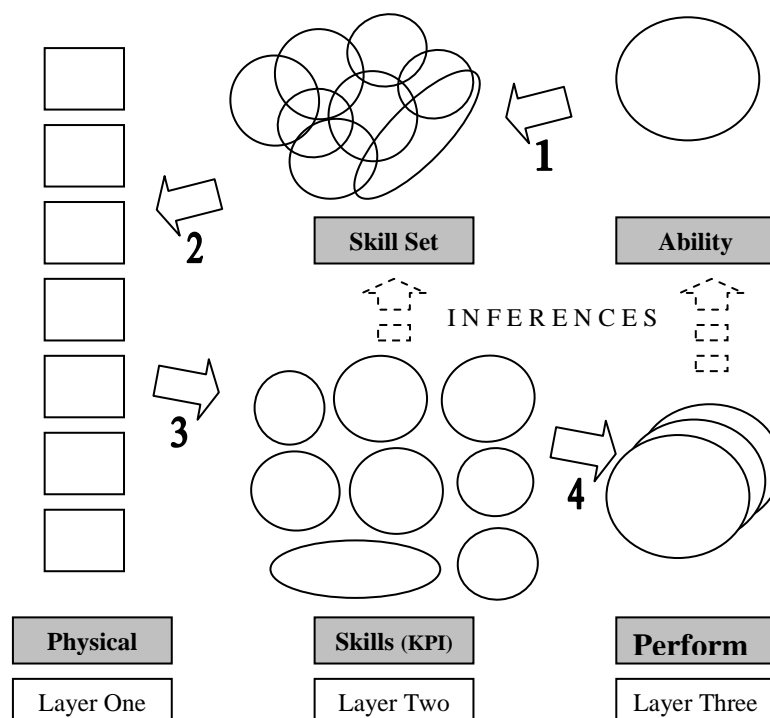 1
2
Skill Set
Ability
INFERENCES
3
4
Physical
Skills (KPI)
Perform
Layer One
Layer Two
Layer Three